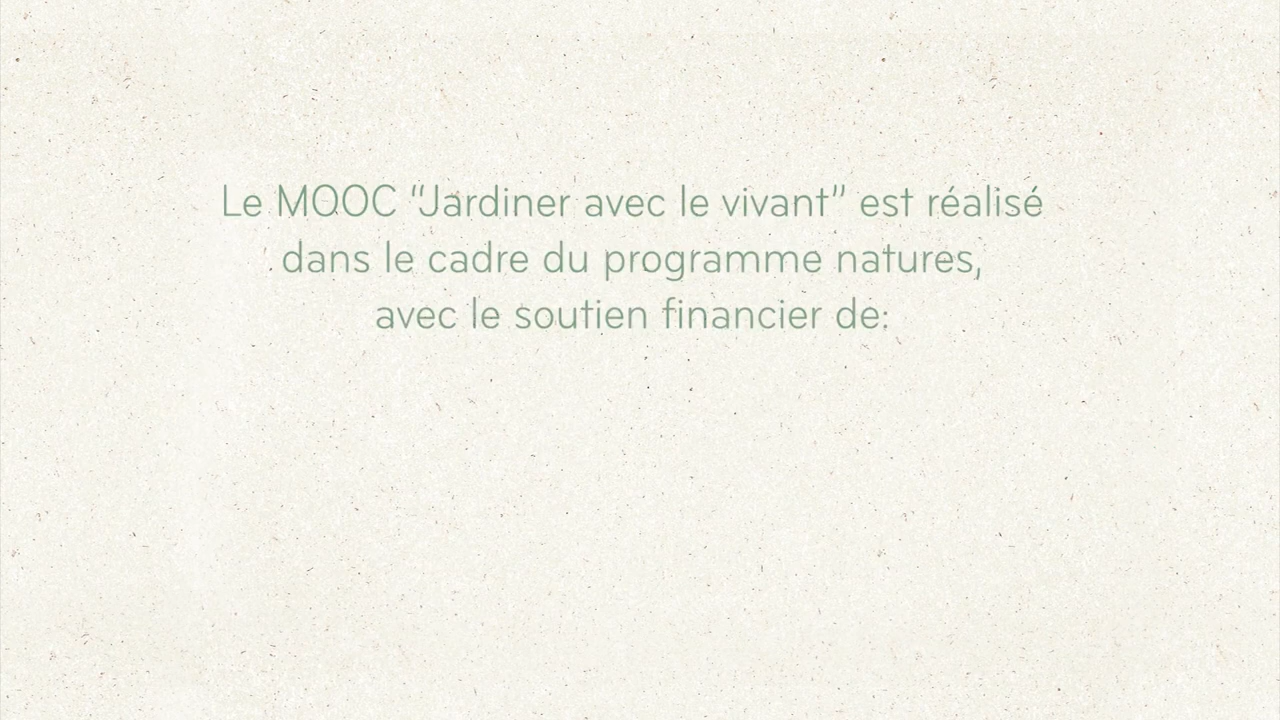 Le MOOC “Jardiner avec le vivant” est réalisé
dans le cadre du programme natures,
avec le soutien financier de: